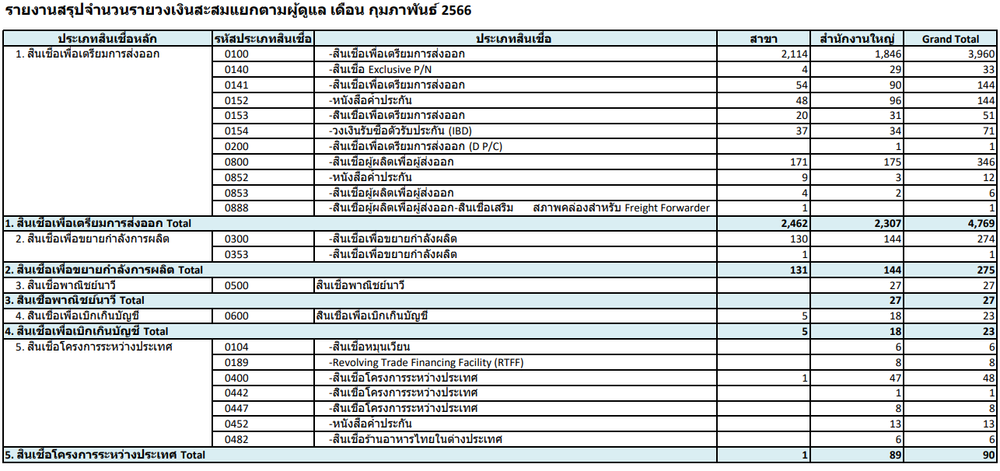 รายงานสรุปจำนวนรายวงเงินสะสมแยกตามผู้ดูแล เดือน กุมภาพันธ์ 2566
ประเภทสินเชื่อหลัก รหัสประเภทสินเชื่อ ประเภทสินเชื่อ สาขา สำนักงานใหญ่ Grand Total
1. สินเชื่อเพื่อเตรียมการส่งออก 0100 -สินเชื่อเพื่อเตรียมการส่งออก 2,114 1,846 3,960
0140 -สินเชื่อ Exclusive P/N 4 29 33
0141 -สินเชื่อเพื่อเตรียมการส่งออก 54 90 144
0152 -หนังสือค้ำประกัน 48 96 144
0153 -สินเชื่อเพื่อเตรียมการส่งออก 20 31 51
0154 -วงเงินรับซื้อตั๋วรับประกัน (IBD) 37 34 71
0200 -สินเชื่อเพื่อเตรียมการส่งออก (D P/C) 1 1
0800 -สินเชื่อผู้ผลิตเพื่อผู้ส่งออก 171 175 346
0852 -หนังสือค้ำประกัน 9 3 12
0853 -สินเชื่อผู้ผลิตเพื่อผู้ส่งออก 4 2 6
0888 -สินเชื่อผู้ผลิตเพื่อผู้ส่งออก-สินเชื่อเสริม สภาพคล่องสำหรับ Freight Forwarder 1 1
1. สินเชื่อเพื่อเตรียมการส่งออก Total 2,462 2,307 4,769
2. สินเชื่อเพื่อขยายกำลังการผลิต 0300 -สินเชื่อเพื่อขยายกำลังผลิต 130 144 274
0353 -สินเชื่อเพื่อขยายกำลังผลิต 1 1
2. สินเชื่อเพื่อขยายกำลังการผลิต Total 131 144 275
3. สินเชื่อพาณิชย์นาวี 0500 สินเชื่อพาณิชย์นาวี 27 27
3. สินเชื่อพาณิชย์นาวี Total 27 27
4. สินเชื่อเพื่อเบิกเกินบัญชี 0600 สินเชื่อเพื่อเบิกเกินบัญชี 5 18 23
4. สินเชื่อเพื่อเบิกเกินบัญชี Total 5 18 23
5. สินเชื่อโครงการระหว่างประเทศ 0104 -สินเชื่อหมุนเวียน 6 6
0189 -Revolving Trade Financing Facility (RTFF) 8 8
0400 -สินเชื่อโครงการระหว่างประเทศ 1 47 48
0442 -สินเชื่อโครงการระหว่างประเทศ 1 1
0447 -สินเชื่อโครงการระหว่างประเทศ 8 8
0452 -หนังสือค้ำประกัน 13 13
0482 -สินเชื่อร้านอาหารไทยในต่างประเทศ 6 6
5. สินเชื่อโครงการระหว่างประเทศ Total 1 89 90